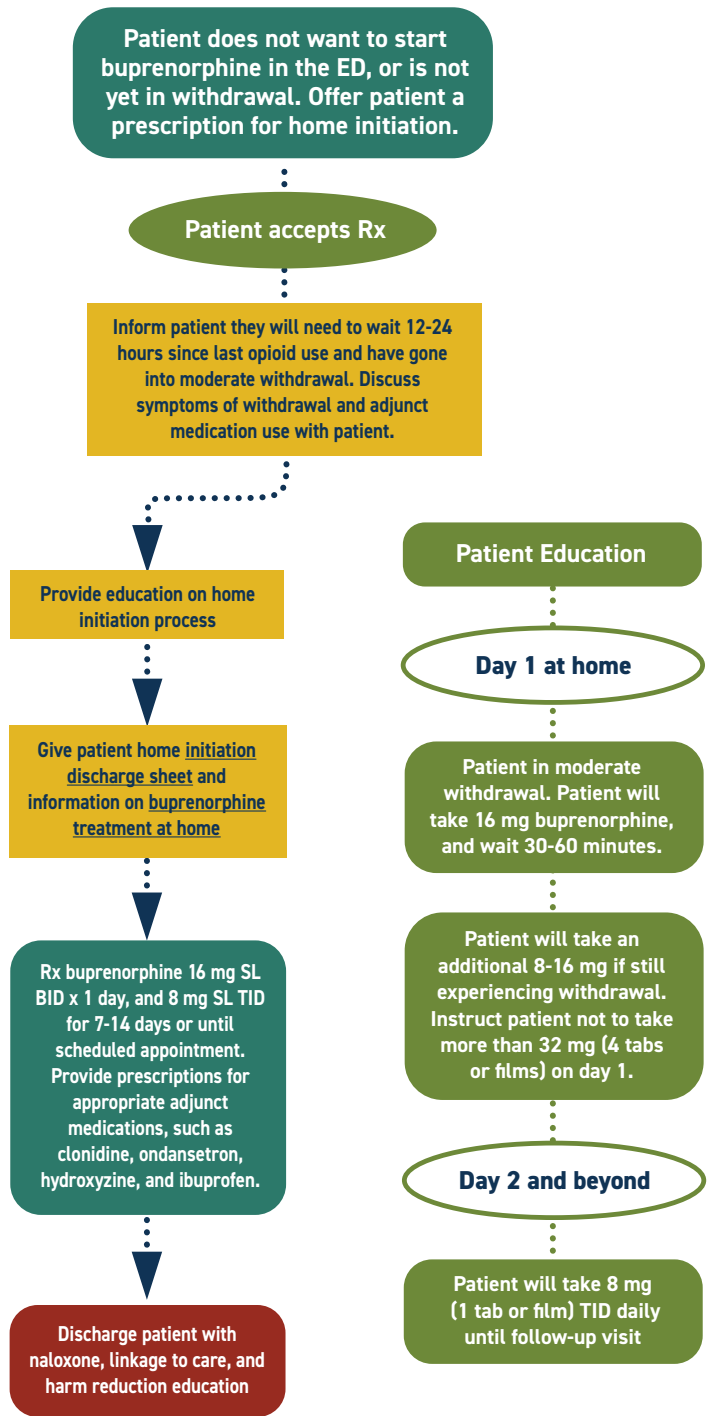 Patient does not want to start
buprenorphine in the ED, or is not
yet in withdrawal. Offer patient a
prescription for home initiation.
Patient accepts Rx
Inform patient they will need to wait 12-24
hours since last opioid use and have gone
into moderate withdrawal. Discuss
symptoms of withdrawal and adjunct
medication use with patient.
Provide education on home
initiation process
Give patient home initiation
discharge sheet and
information on buprenorphine
treatment at home
Rx buprenorphine 16 mg SL
BID x 1 day, and 8 mg SL TID
for 7-14 days or until
scheduled appointment.
Provide prescriptions for
appropriate adjunct
medications, such as
clonidine, ondansetron,
hydroxyzine, and ibuprofen.
Discharge patient with
naloxone, linkage to care, and
harm reduction education
Patient Education
Day 1 at home
Patient in moderate
withdrawal. Patient will
take 16 mg buprenorphine,
and wait 30-60 minutes.
Patient will take an
additional 8-16 mg if still
experiencing withdrawal.
Instruct patient not to take
more than 32 mg (4 tabs
or films) on day 1.
Day 2 and beyond
Patient will take 8 mg
(1 tab or film) TID daily
until follow-up visit